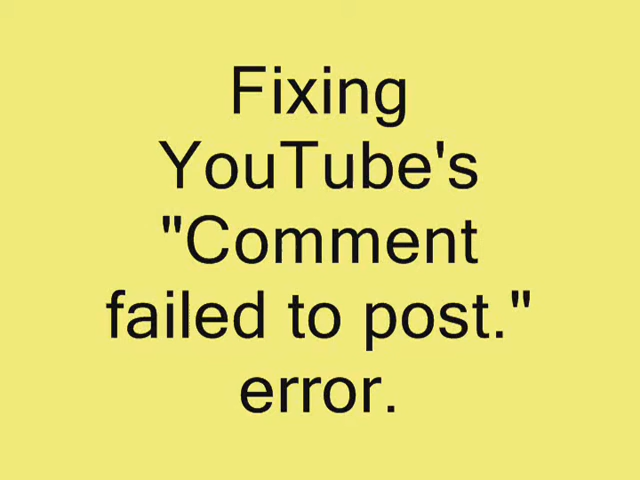 Fixing
YouTube's
"Comment
failed to post."
error.